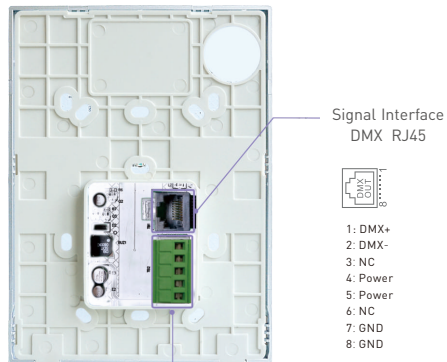 Signal Interface
DMX RJ45
DMX
OUT
1
8
1: DMX+
2: DMX-
3: NC
4: Power
5: Power
6: NC
7: GND
8: GND